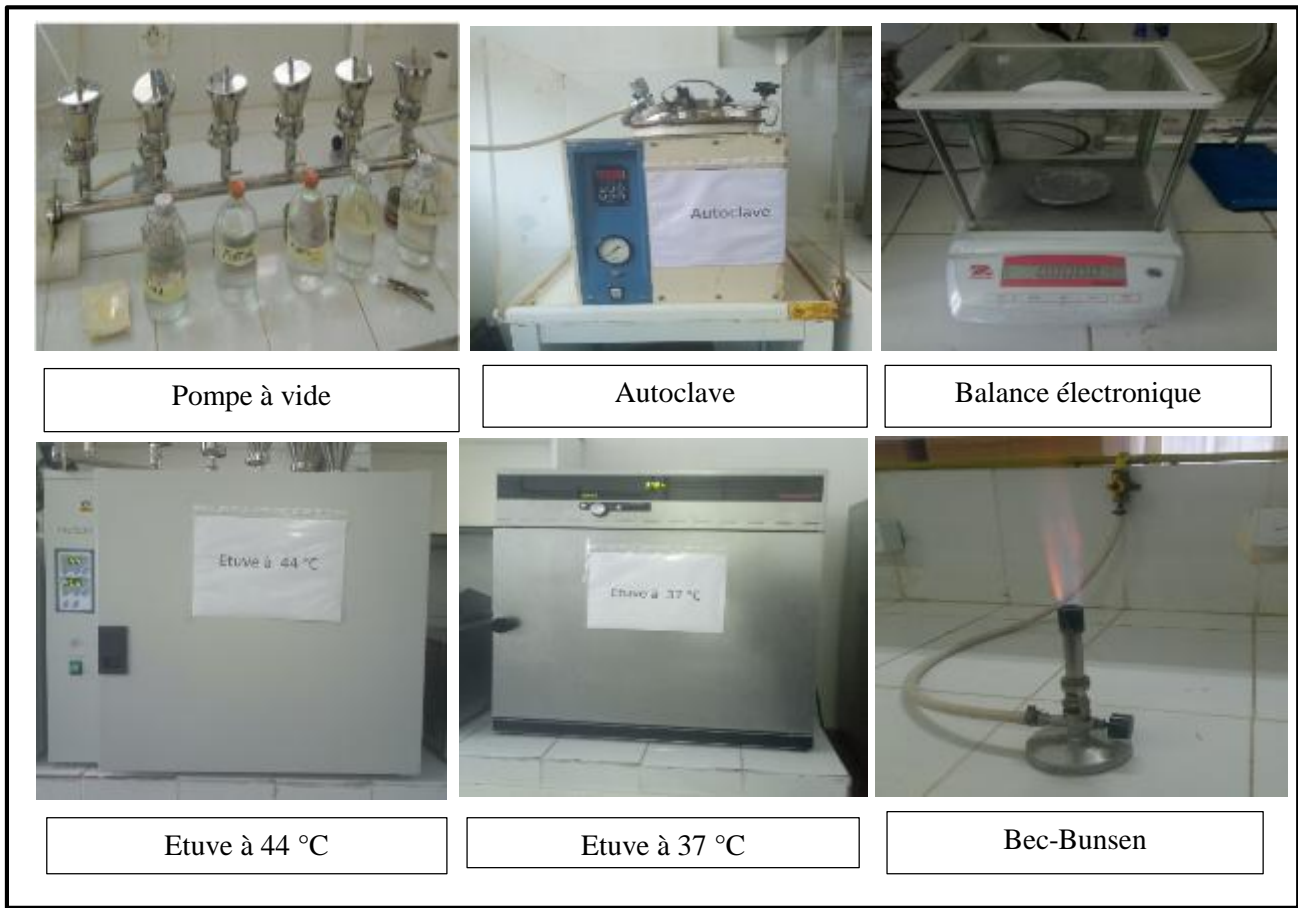 Autoclave
Pompe à vide
Autoclave
Balance électronique
Etuve à 44 °C
Etuve à 37 °C
Etuve à 44 °C
Etuve à 37 °C
Bec-Bunsen